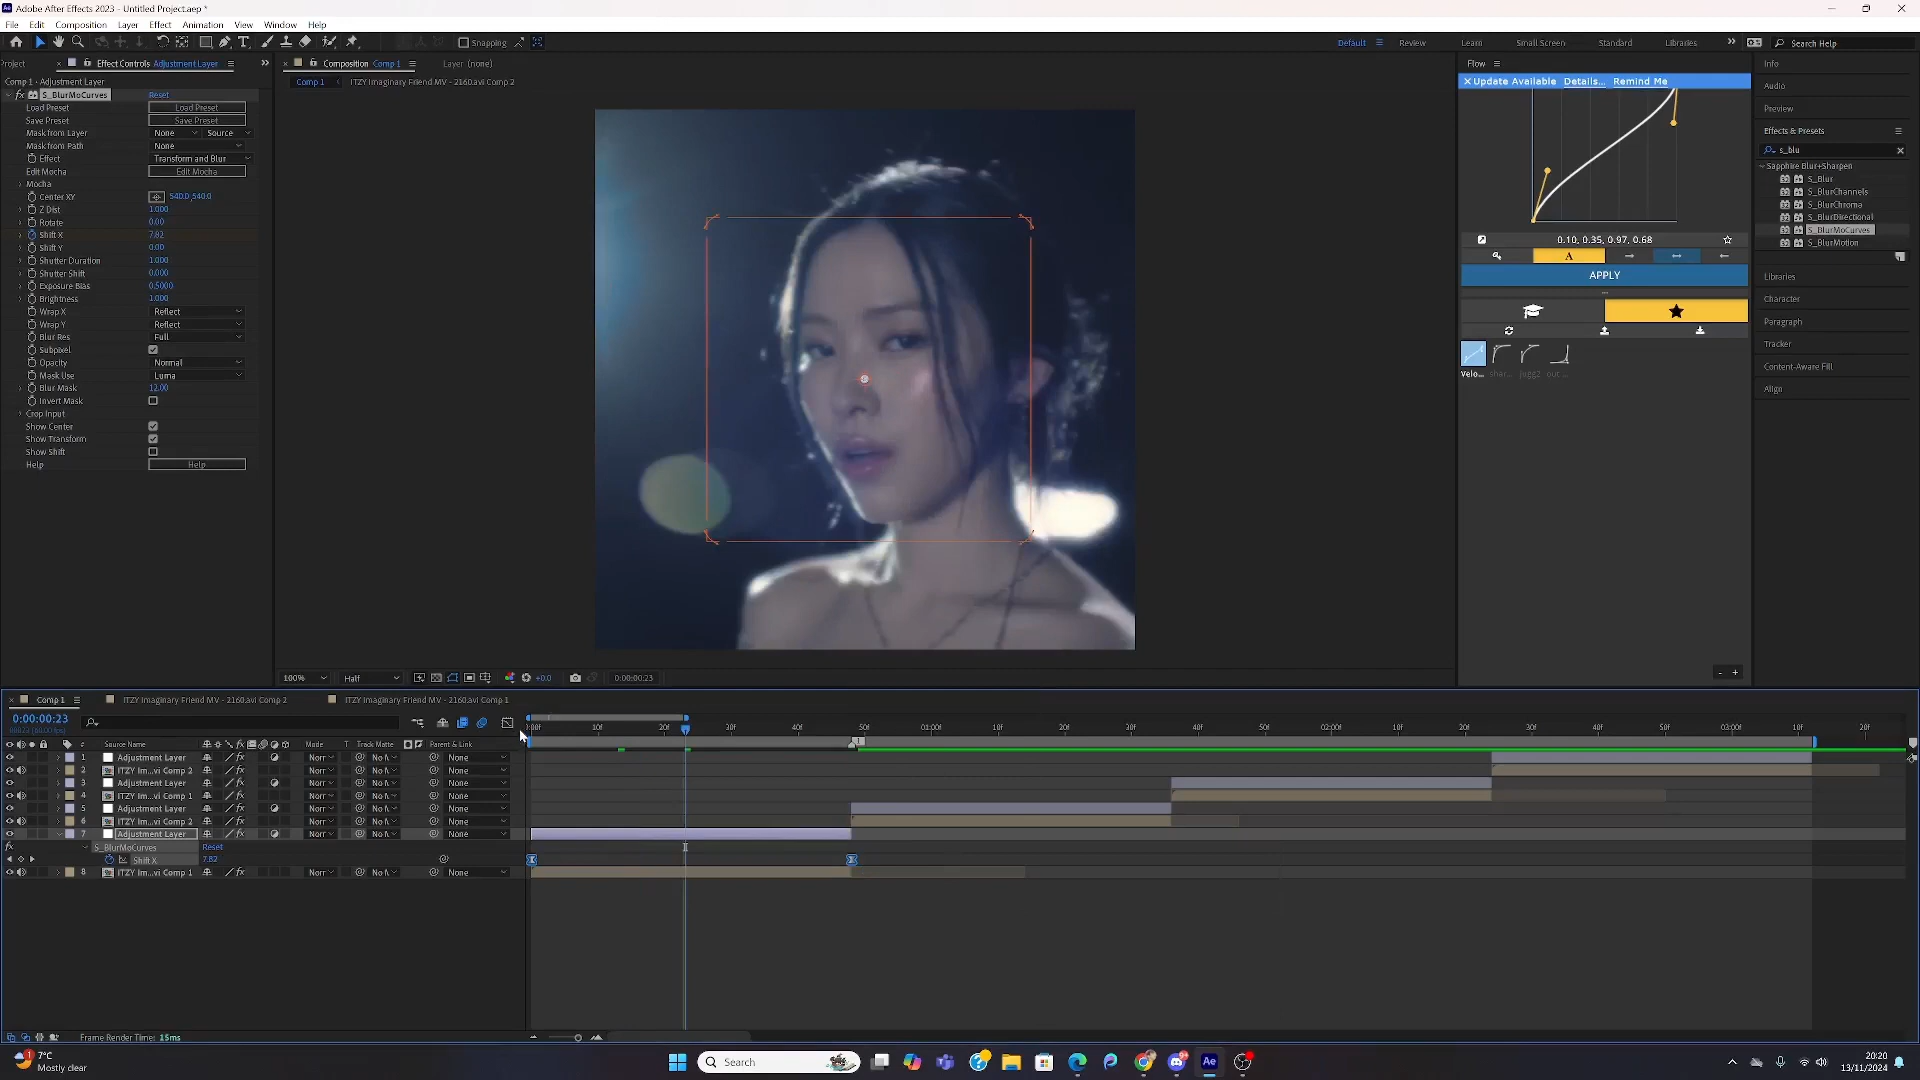 Adobe After Effects 2023 - Untitled Project.aep *
File Edit Composition Layer Effect Animation View Window Help
Snapping
Default Review Learn Small Screen Standard Libraries
Search Help
Project Effect Controls Adjustment Layer
Composition Comp 1
Layer (none)
Comp 1 ITZY Imaginary Friend MV - 2160.avi Comp 2
Comp 1 · Adjustment Layer
fx S_BlurMoCurves Reset
Load Preset Load Preset
Save Preset Save Preset
Mask from Layer None Source
Mask from Path None
Effect Transform and Blur
Edit Mocha Edit Mocha
Mocha
Center XY 540.0,540.0
Z Dist 1.000
Rotate 0.00
Shift X 7.82
Shift Y 0.00
Shutter Duration 1.000
Shutter Shift 0.000
Exposure Bias 0.5000
Brightness 1.000
Wrap X Reflect
Wrap Y Reflect
Blur Res Full
Subpixel
Opacity Normal
Mask Use Luma
Blur Mask 12.00
Invert Mask
Crop Input
Show Center
Show Transform
Show Shift
Help Help
100% Half +0.0 0:00:00:23
Flow
Update Available Details... Remind Me
0.10, 0.35, 0.97, 0.68
A
APPLY
Velo... shar... jugg2 out ...
- +
Info
Audio
Preview
Effects & Presets
s_blu
Sapphire Blur+Sharpen
S_Blur
S_BlurChannels
S_BlurChroma
S_BlurDirectional
S_BlurMoCurves
S_BlurMotion
Libraries
Character
Paragraph
Tracker
Content-Aware Fill
Align
Comp 1 ITZY Imaginary Friend MV - 2160.avi Comp 2 ITZY Imaginary Friend MV - 2160.avi Comp 1
0:00:00:23
00023 (60.00 fps)
:00f 10f 20f 30f 40f 50f 01:00f 10f 20f 30f 40f 50f 02:00f 10f 20f 30f 40f 50f 03:00f 10f 20f
# Source Name Mode T Track Matte Parent & Link
1 Adjustment Layer Norr No M None
2 ITZY Im...vi Comp 2 Norr No M None
3 Adjustment Layer Norr No M None
4 ITZY Im...vi Comp 1 Norr No M None
5 Adjustment Layer Norr No M None
6 ITZY Im...vi Comp 2 Norr No M None
7 Adjustment Layer Norr No M None
fx S_BlurMoCurves Reset
Shift X 7.82
8 ITZY Im...vi Comp 1 Norr No M None
Frame Render Time: 15ms
7°C
Mostly clear
Search
20:20
13/11/2024